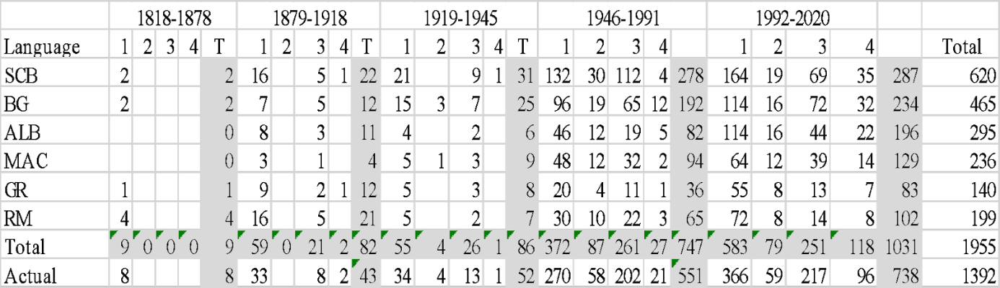 1818-1878 1879-1918 1919-1945 1946-1991 1992-2020
Language 1 2 3 4 T 1 2 3 4 T 1 2 3 4 T 1 2 3 4 1 2 3 4 Total
SCB 2 2 16 5 1 22 21 9 1 31 132 30 112 4 278 164 19 69 35 287 620
BG 2 2 7 5 12 15 3 7 25 96 19 65 12 192 114 16 72 32 234 465
ALB 0 8 3 11 4 2 6 46 12 19 5 82 114 16 44 22 196 295
MAC 0 3 1 4 5 1 3 9 48 12 32 2 94 64 12 39 14 129 236
GR 1 1 9 2 1 12 5 3 8 20 4 11 1 36 55 8 13 7 83 140
RM 4 4 16 5 21 5 2 7 30 10 22 3 65 72 8 14 8 102 199
Total 9 0 0 0 9 59 0 21 2 82 55 4 26 1 86 372 87 261 27 747 583 79 251 118 1031 1955
Actual 8 8 33 8 2 43 34 4 13 1 52 270 58 202 21 551 366 59 217 96 738 1392